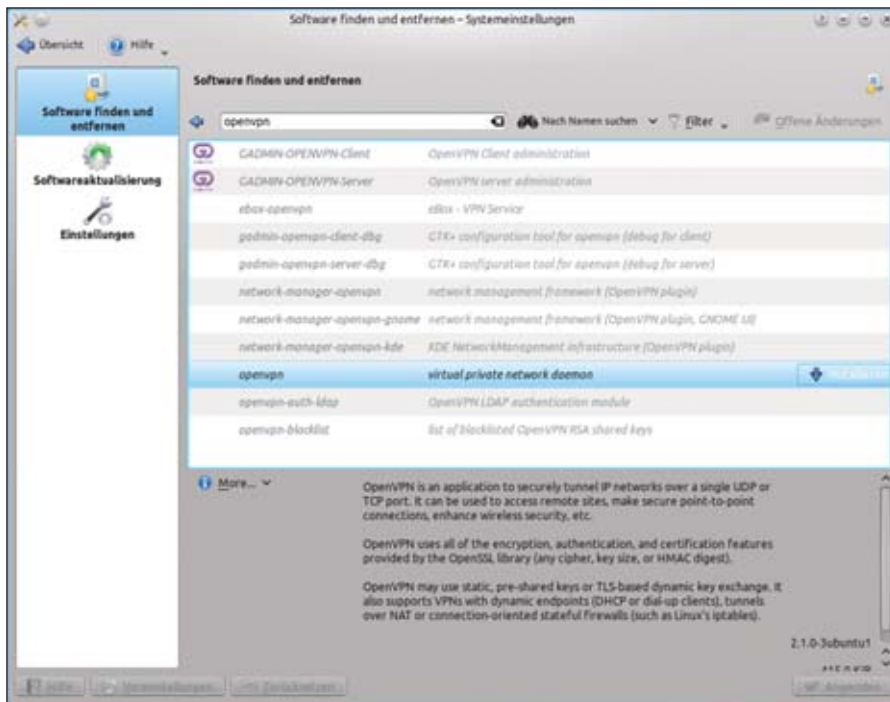 Software finden und entfernen – Systemeinstellungen
Übersicht Hilfe
Software finden und entfernen
Softwareaktualisierung
Einstellungen
Software finden und entfernen
openvpn Nach Namen suchen Filter Offene Änderungen
GADMIN-OPENVPN-Client OpenVPN Client administration
GADMIN-OPENVPN-Server OpenVPN server administration
ebox-openvpn eBox - VPN Service
gadmin-openvpn-client-dbg GTK+ configuration tool for openvpn (debug for client)
gadmin-openvpn-server-dbg GTK+ configuration tool for openvpn (debug for server)
network-manager-openvpn network management framework (OpenVPN plugin)
network-manager-openvpn-gnome network management framework (OpenVPN plugin, GNOME UI)
network-manager-openvpn-kde KDE NetworkManagement infrastructure (OpenVPN plugin)
openvpn virtual private network daemon Installieren
openvpn-auth-ldap OpenVPN LDAP authentication module
openvpn-blacklist list of blacklisted OpenVPN RSA shared keys
More...
OpenVPN is an application to securely tunnel IP networks over a single UDP or
TCP port. It can be used to access remote sites, make secure point-to-point
connections, enhance wireless security, etc.
OpenVPN uses all of the encryption, authentication, and certification features
provided by the OpenSSL library (any cipher, key size, or HMAC digest).
OpenVPN may use static, pre-shared keys or TLS-based dynamic key exchange. It
also supports VPNs with dynamic endpoints (DHCP or dial-up clients), tunnels
over NAT or connection-oriented stateful firewalls (such as Linux's iptables).
2.1.0-3ubuntu1
Hilfe Voreinstellungen Zurücksetzen Anwenden